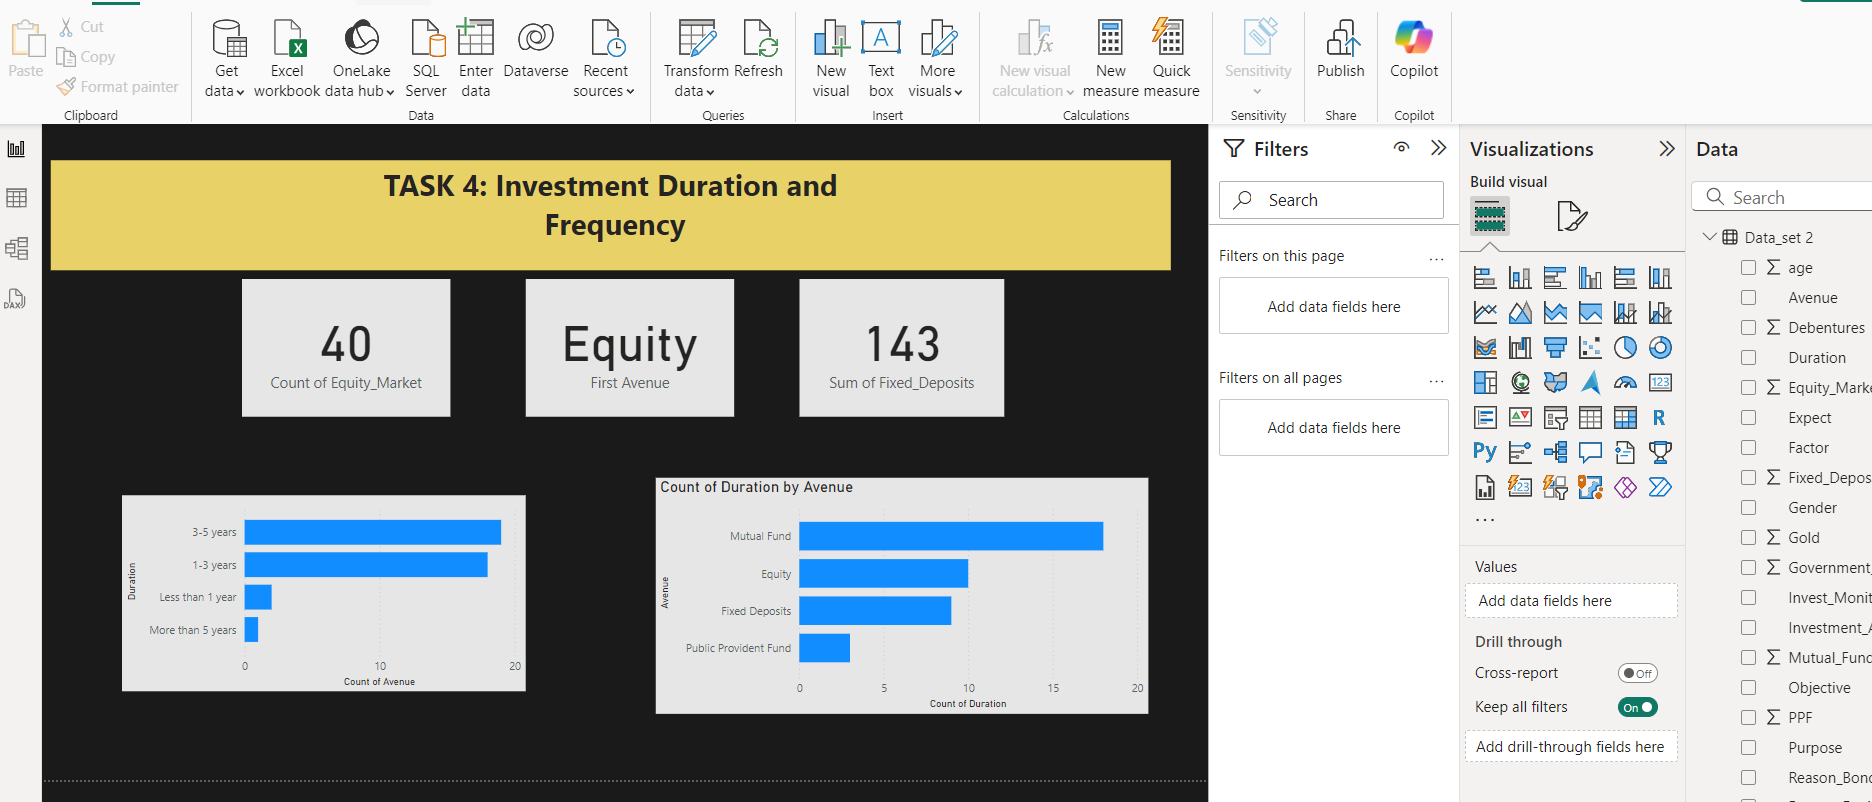 Paste
Cut
Copy
Format painter
Clipboard
Get data
Excel workbook
OneLake data hub
SQL Server
Enter data
Dataverse
Recent sources
Data
Transform data
Refresh
Queries
New visual
Text box
More visuals
Insert
New visual calculation
New measure
Quick measure
Calculations
Sensitivity
Sensitivity
Publish
Share
Copilot
Copilot
DAX
TASK 4: Investment Duration and
Frequency
40
Count of Equity_Market
Equity
First Avenue
143
Sum of Fixed_Deposits
Duration
3-5 years
1-3 years
Less than 1 year
More than 5 years
0 10 20
Count of Avenue
Count of Duration by Avenue
Avenue
Mutual Fund
Equity
Fixed Deposits
Public Provident Fund
0 5 10 15 20
Count of Duration
Filters
Search
Filters on this page ...
Add data fields here
Filters on all pages ...
Add data fields here
Visualizations
Build visual
123
R
Py
123
...
Values
Add data fields here
Drill through
Cross-report Off
Keep all filters On
Add drill-through fields here
Data
Search
Data_set 2
age
Avenue
Debentures
Duration
Equity_Marke
Expect
Factor
Fixed_Depos
Gender
Gold
Government_
Invest_Monit
Investment_A
Mutual_Func
Objective
PPF
Purpose
Reason_Bond